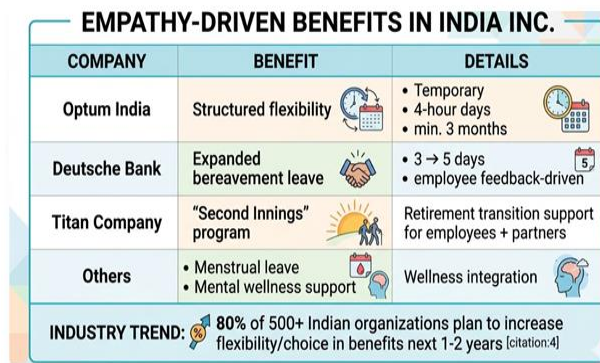 EMPATHY-DRIVEN BENEFITS IN INDIA INC.
COMPANY
BENEFIT
DETAILS
Optum India
Structured flexibility
• Temporary
• 4-hour days
• min. 3 months
Deutsche Bank
Expanded
bereavement leave
• 3 → 5 days
• employee feedback-driven
5
Titan Company
“Second Innings”
program
Retirement transition support
for employees + partners
Others
• Menstrual leave
• Mental wellness support
Wellness integration
INDUSTRY TREND: % 80% of 500+ Indian organizations plan to increase
flexibility/choice in benefits next 1-2 years [citation:4]